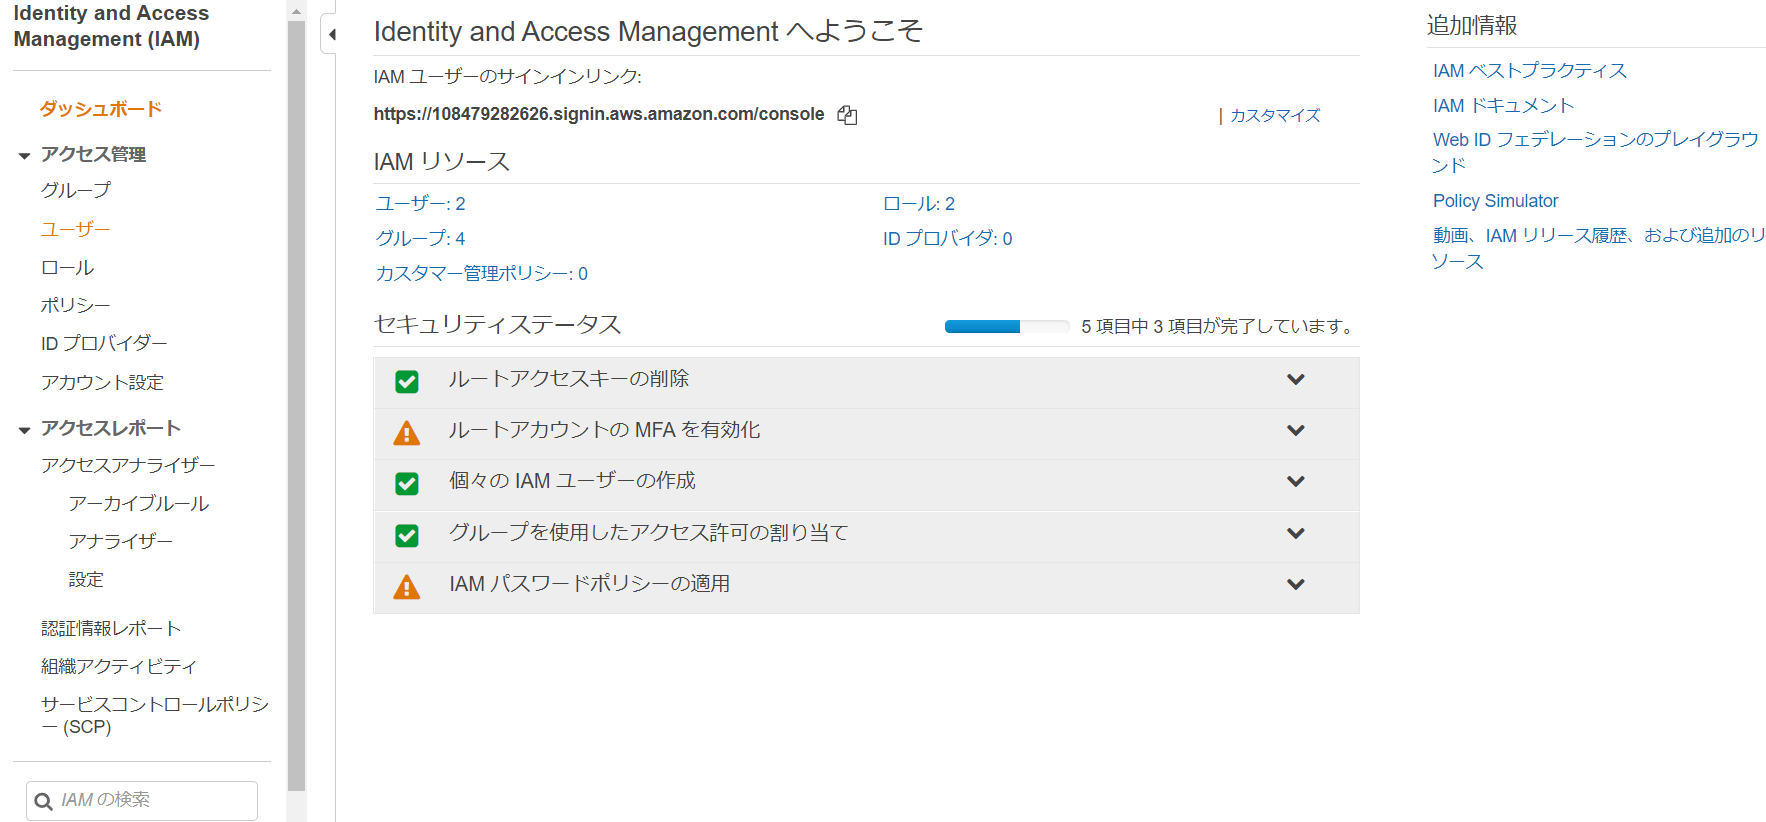 Identity and Access
Management (IAM)
ダッシュボード
アクセス管理
グループ
ユーザー
ロール
ポリシー
ID プロバイダー
アカウント設定
アクセスレポート
アクセスアナライザー
アーカイブルール
アナライザー
設定
認証情報レポート
組織アクティビティ
サービスコントロールポリシ
ー (SCP)
IAM の検索
Identity and Access Management へようこそ
IAM ユーザーのサインインリンク:
https://108479282626.signin.aws.amazon.com/console
| カスタマイズ
IAM リソース
ユーザー: 2
ロール: 2
グループ: 4
ID プロバイダ: 0
カスタマー管理ポリシー: 0
セキュリティステータス
5 項目中 3 項目が完了しています。
ルートアクセスキーの削除
ルートアカウントの MFA を有効化
個々の IAM ユーザーの作成
グループを使用したアクセス許可の割り当て
IAM パスワードポリシーの適用
追加情報
IAM ベストプラクティス
IAM ドキュメント
Web ID フェデレーションのプレイグラウ
ンド
Policy Simulator
動画、IAM リリース履歴、および追加のリ
ソース